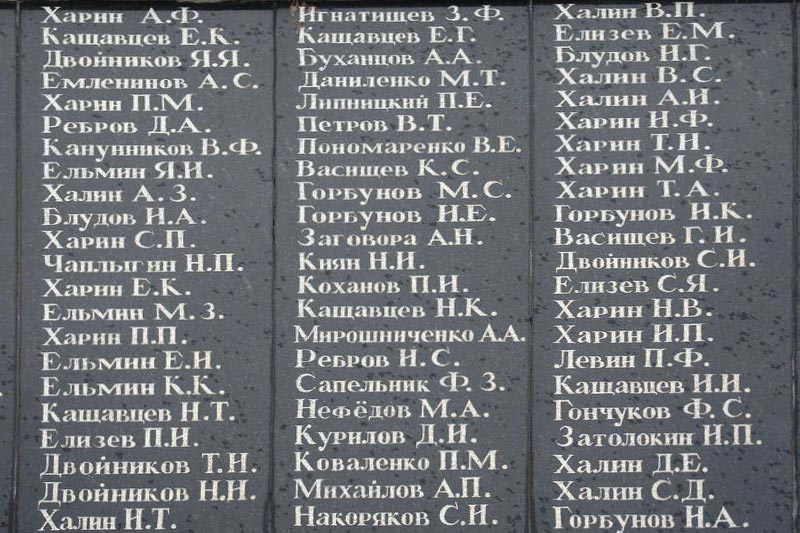 Харин А.Ф.
Кащавцев Е.К.
Двойников Я.Я.
Емленинов А.С.
Харин П.М.
Ребров Д.А.
Канунников В.Ф.
Ельмин Я.И.
Халин А.З.
Блудов И.А.
Харин С.П.
Чаплыгин Н.П.
Харин Е.К.
Ельмин М.З.
Харин П.П.
Ельмин Е.И.
Ельмин К.К.
Кащавцев Н.Т.
Елизев П.И.
Двойников Т.И.
Двойников Н.И.
Халин Н.Т.
Игнатищев З.Ф.
Кащавцев Е.Г.
Буханцов А.А.
Даниленко М.Т.
Липницкий П.Е.
Петров В.Т.
Пономаренко В.Е.
Васищев К.С.
Горбунов М.С.
Горбунов И.Е.
Заговора А.Н.
Киян Н.И.
Коханов П.И.
Кащавцев Н.К.
Мирошниченко А.А.
Ребров И.С.
Сапельник Ф.З.
Нефёдов М.А.
Курилов Д.И.
Коваленко П.М.
Михайлов А.П.
Накоряков С.И.
Халин В.П.
Елизев Е.М.
Блудов Н.Г.
Халин В.С.
Халин А.И.
Харин Н.Ф.
Харин Т.И.
Харин М.Ф.
Харин Т.А.
Горбунов И.К.
Васищев Г.И.
Двойников С.И.
Елизев С.Я.
Харин Н.В.
Харин И.П.
Левин П.Ф.
Кащавцев И.И.
Гончуков Ф.С.
Затолокин И.П.
Халин Д.Е.
Халин С.Д.
Горбунов Н.А.